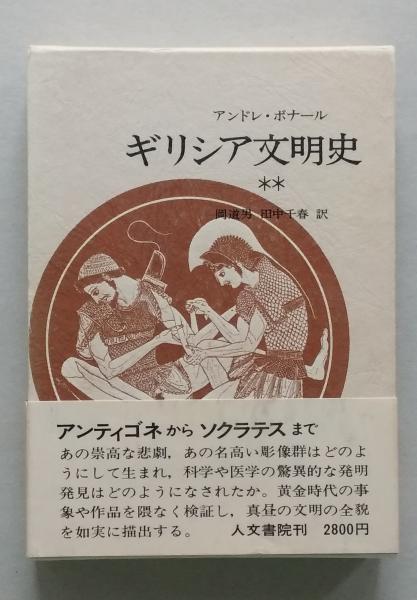 アンドレ・ボナール
ギリシア文明史
**
岡道男 田中千春 訳
アンティゴネからソクラテスまで
あの崇高な悲劇，あの名高い彫像群はどのよ
うにして生まれ，科学や医学の驚異的な発明
発見はどのようになされたか。黄金時代の事
象や作品を隈なく検証し，真昼の文明の全貌
を如実に描出する。 人文書院刊 2800円